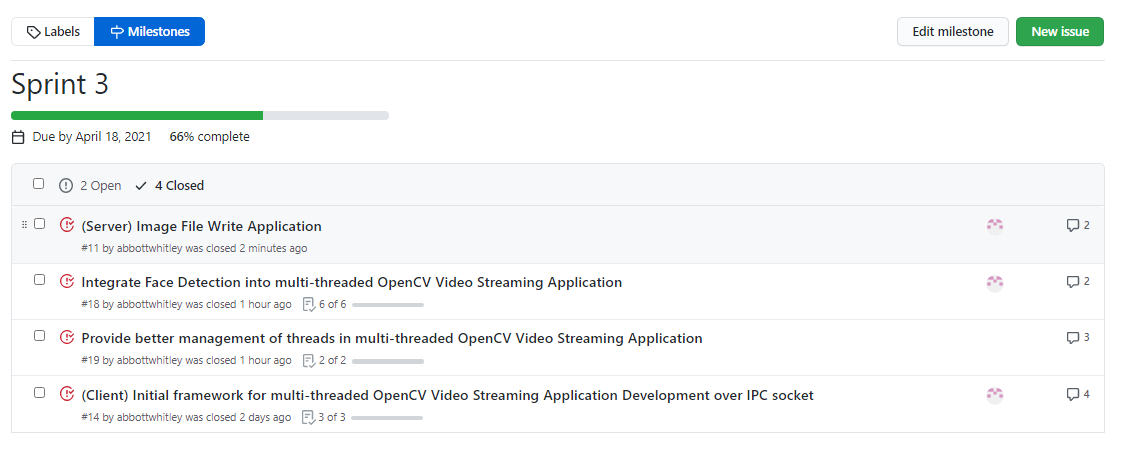 Labels Milestones Edit milestone New issue
Sprint 3
Due by April 18, 2021 66% complete
2 Open 4 Closed
(Server) Image File Write Application 2
#11 by abbottwhitley was closed 2 minutes ago
Integrate Face Detection into multi-threaded OpenCV Video Streaming Application 2
#18 by abbottwhitley was closed 1 hour ago 6 of 6
Provide better management of threads in multi-threaded OpenCV Video Streaming Application 3
#19 by abbottwhitley was closed 1 hour ago 2 of 2
(Client) Initial framework for multi-threaded OpenCV Video Streaming Application Development over IPC socket 4
#14 by abbottwhitley was closed 2 days ago 3 of 3